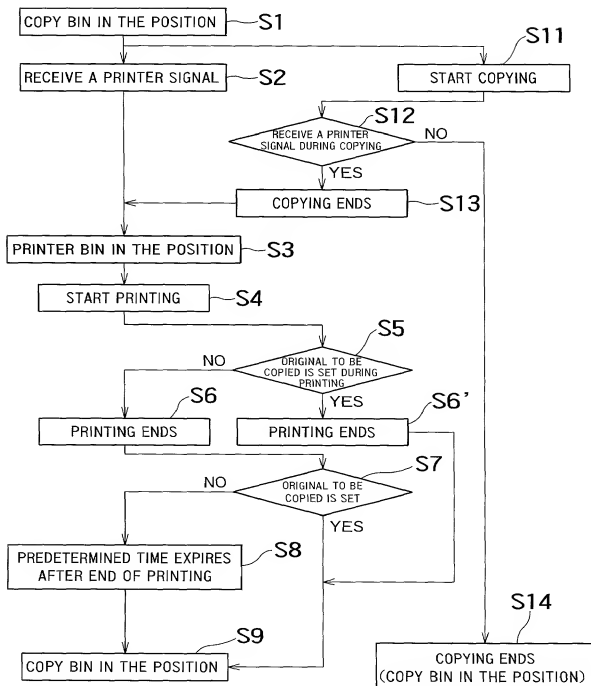 COPY BIN IN THE POSITION S1
S11
RECEIVE A PRINTER SIGNAL S2
START COPYING
S12
RECEIVE A PRINTER
SIGNAL DURING COPYING
NO
YES
COPYING ENDS S13
PRINTER BIN IN THE POSITION S3
START PRINTING S4
S5
ORIGINAL TO BE
COPIED IS SET DURING
PRINTING
NO
YES
S6
S6'
PRINTING ENDS
PRINTING ENDS
S7
ORIGINAL TO BE
COPIED IS SET
NO
YES
PREDETERMINED TIME EXPIRES
AFTER END OF PRINTING
S8
S14
S9
COPY BIN IN THE POSITION
COPYING ENDS
(COPY BIN IN THE POSITION)